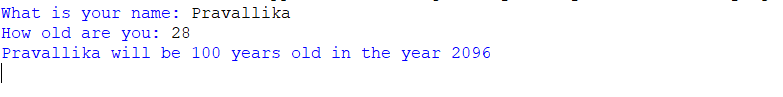 What is your name: Pravallika
How old are you: 28
Pravallika will be 100 years old in the year 2096